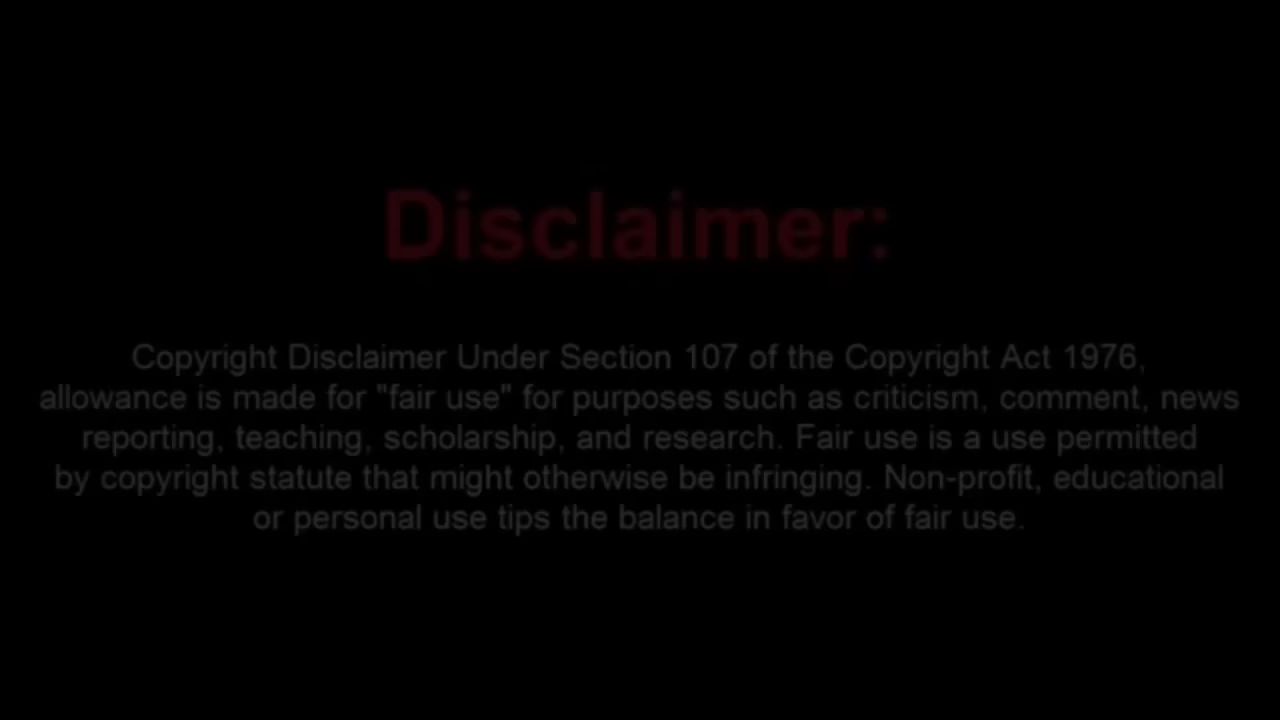 Disclaimer:
Copyright Disclaimer Under Section 107 of the Copyright Act 1976,
allowance is made for "fair use" for purposes such as criticism, comment, news
reporting, teaching, scholarship, and research. Fair use is a use permitted
by copyright statute that might otherwise be infringing. Non-profit, educational
or personal use tips the balance in favor of fair use.